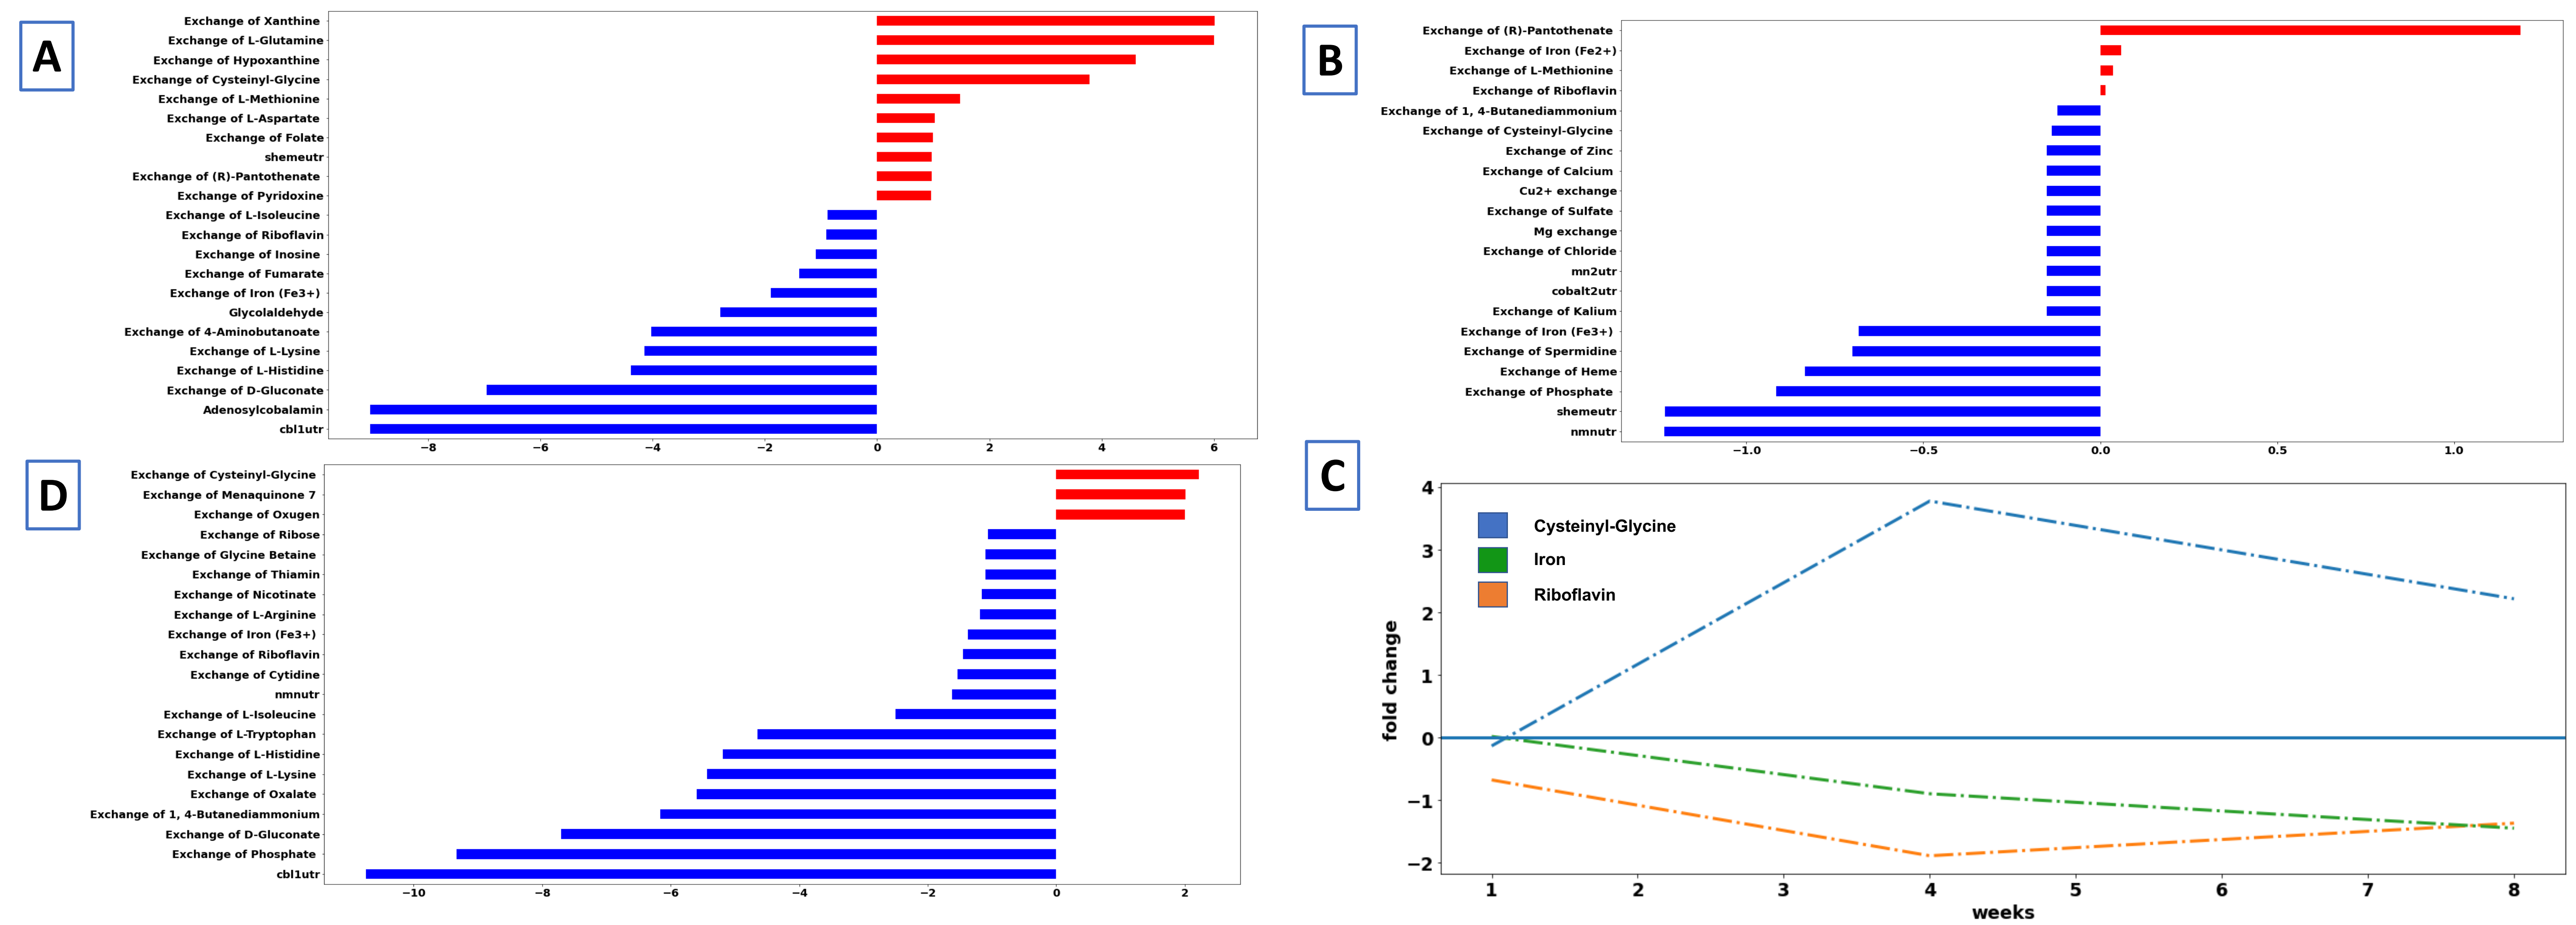 A
Exchange of Xanthine
Exchange of L-Glutamine
Exchange of Hypoxanthine
Exchange of Cysteinyl-Glycine
Exchange of L-Methionine
Exchange of L-Aspartate
Exchange of Folate
shemeutr
Exchange of (R)-Pantothenate
Exchange of Pyridoxine
Exchange of L-Isoleucine
Exchange of Riboflavin
Exchange of Inosine
Exchange of Fumarate
Exchange of Iron (Fe3+)
Glycolaldehyde
Exchange of 4-Aminobutanoate
Exchange of L-Lysine
Exchange of L-Histidine
Exchange of D-Gluconate
Adenosylcobalamin
cbl1utr
−8 −6 −4 −2 0 2 4 6
B
Exchange of (R)-Pantothenate
Exchange of Iron (Fe2+)
Exchange of L-Methionine
Exchange of Riboflavin
Exchange of 1, 4-Butanediammonium
Exchange of Cysteinyl-Glycine
Exchange of Zinc
Exchange of Calcium
Cu2+ exchange
Exchange of Sulfate
Mg exchange
Exchange of Chloride
mn2utr
cobalt2utr
Exchange of Kalium
Exchange of Iron (Fe3+)
Exchange of Spermidine
Exchange of Heme
Exchange of Phosphate
shemeutr
nmnutr
−1.0 −0.5 0.0 0.5 1.0
D
Exchange of Cysteinyl-Glycine
Exchange of Menaquinone 7
Exchange of Oxugen
Exchange of Ribose
Exchange of Glycine Betaine
Exchange of Thiamin
Exchange of Nicotinate
Exchange of L-Arginine
Exchange of Iron (Fe3+)
Exchange of Riboflavin
Exchange of Cytidine
nmnutr
Exchange of L-Isoleucine
Exchange of L-Tryptophan
Exchange of L-Histidine
Exchange of L-Lysine
Exchange of Oxalate
Exchange of 1, 4-Butanediammonium
Exchange of D-Gluconate
Exchange of Phosphate
cbl1utr
−10 −8 −6 −4 −2 0 2
C
4
3
2
1
0
−1
−2
fold change
Cysteinyl-Glycine
Iron
Riboflavin
1 2 3 4 5 6 7 8
weeks